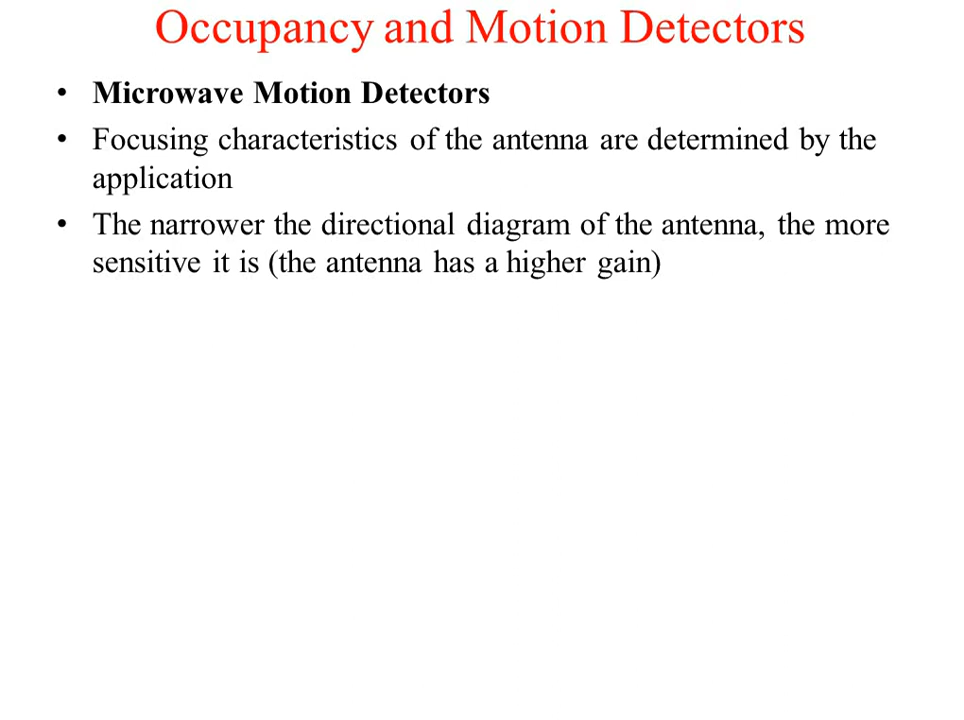 Occupancy and Motion Detectors
• Microwave Motion Detectors
• Focusing characteristics of the antenna are determined by the
application
• The narrower the directional diagram of the antenna, the more
sensitive it is (the antenna has a higher gain)